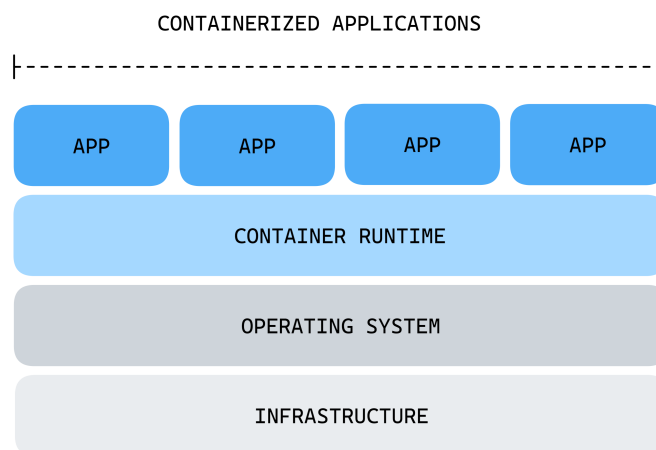 CONTAINERIZED APPLICATIONS
APP APP APP APP
CONTAINER RUNTIME
OPERATING SYSTEM
INFRASTRUCTURE